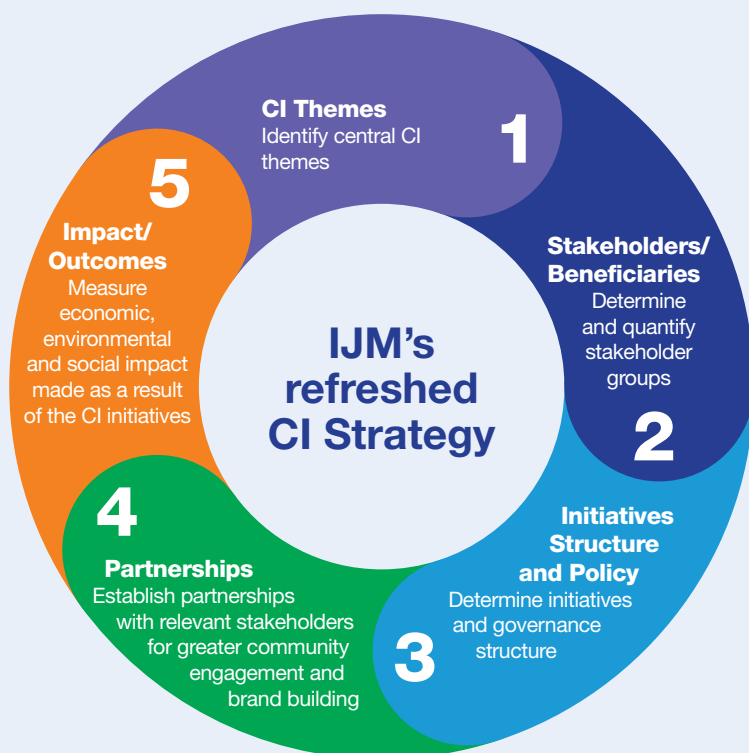 CI Themes
Identify central CI
themes
1
Stakeholders/
Beneficiaries
Determine
and quantify
stakeholder
groups
2
Initiatives
Structure
and Policy
Determine initiatives
and governance
structure
3
Partnerships
Establish partnerships
with relevant stakeholders
for greater community
engagement and
brand building
4
Impact/
Outcomes
Measure
economic,
environmental
and social impact
made as a result
of the CI initiatives
5
IJM’s
refreshed
CI Strategy